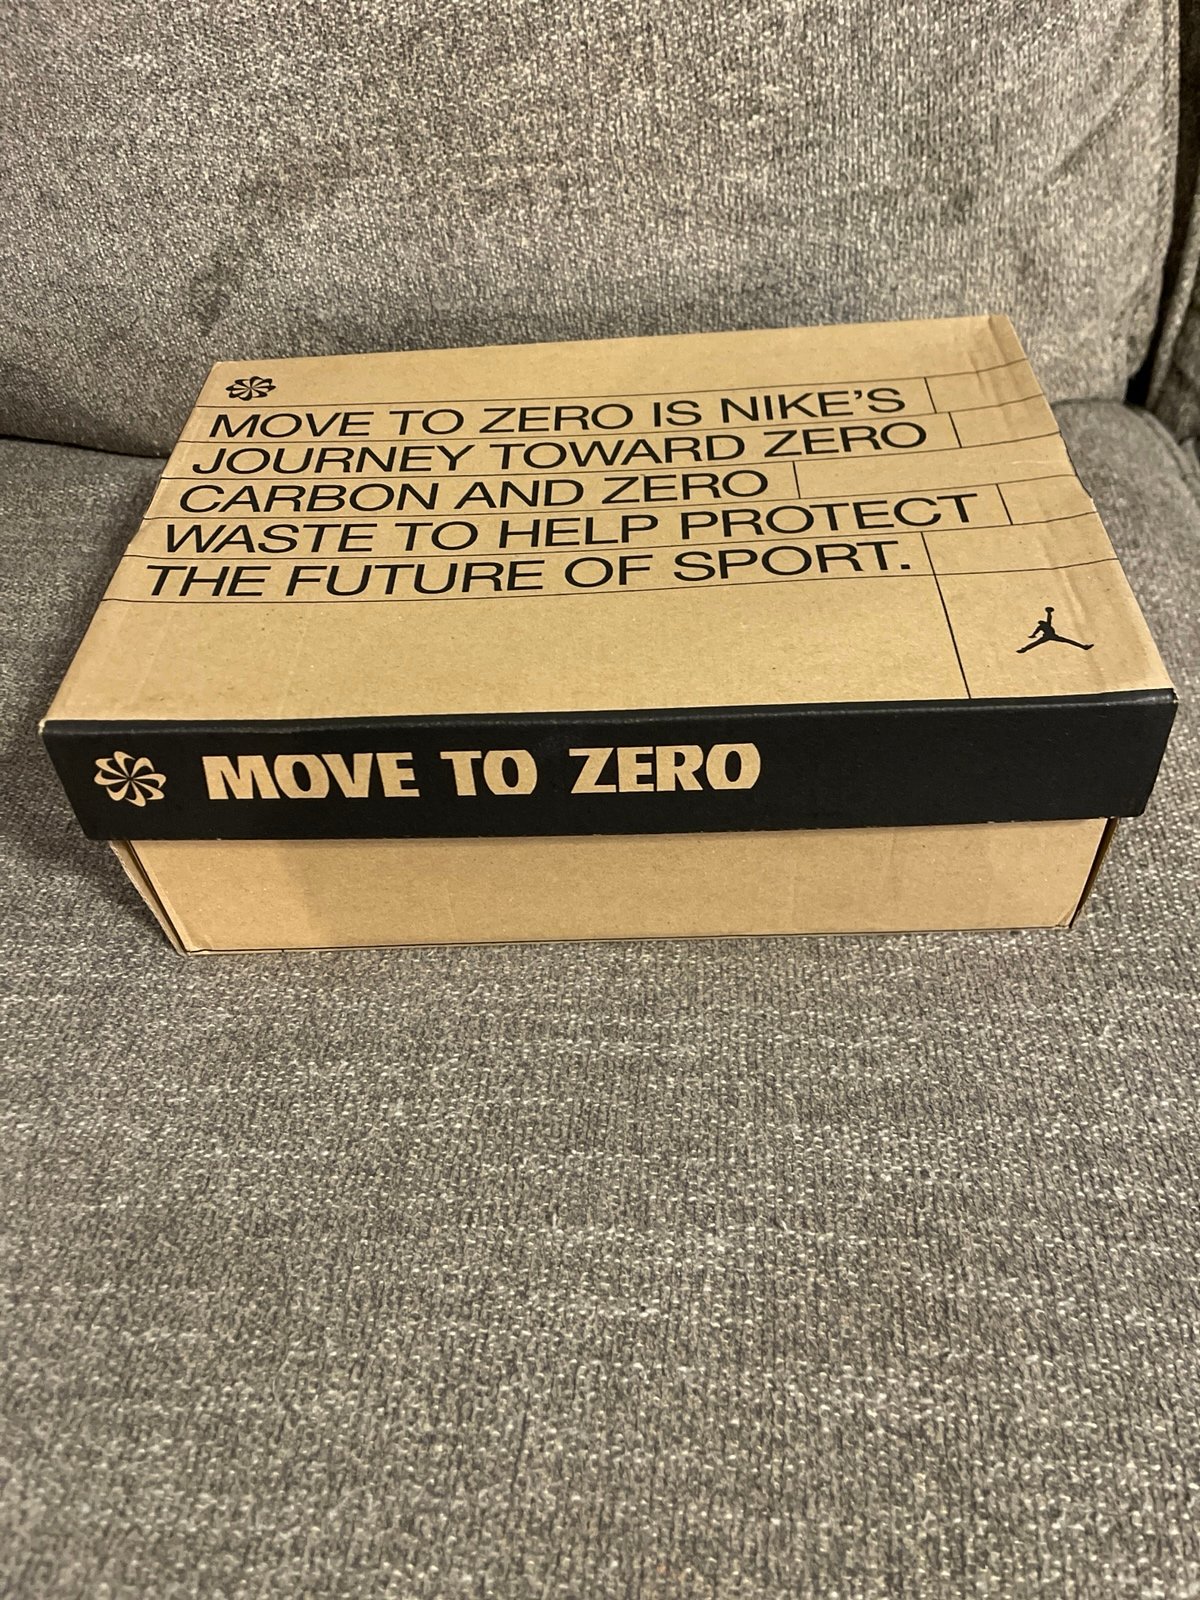 MOVE TO ZERO IS NIKE'S
JOURNEY TOWARD ZERO
CARBON AND ZERO
WASTE TO HELP PROTECT
THE FUTURE OF SPORT.
MOVE TO ZERO